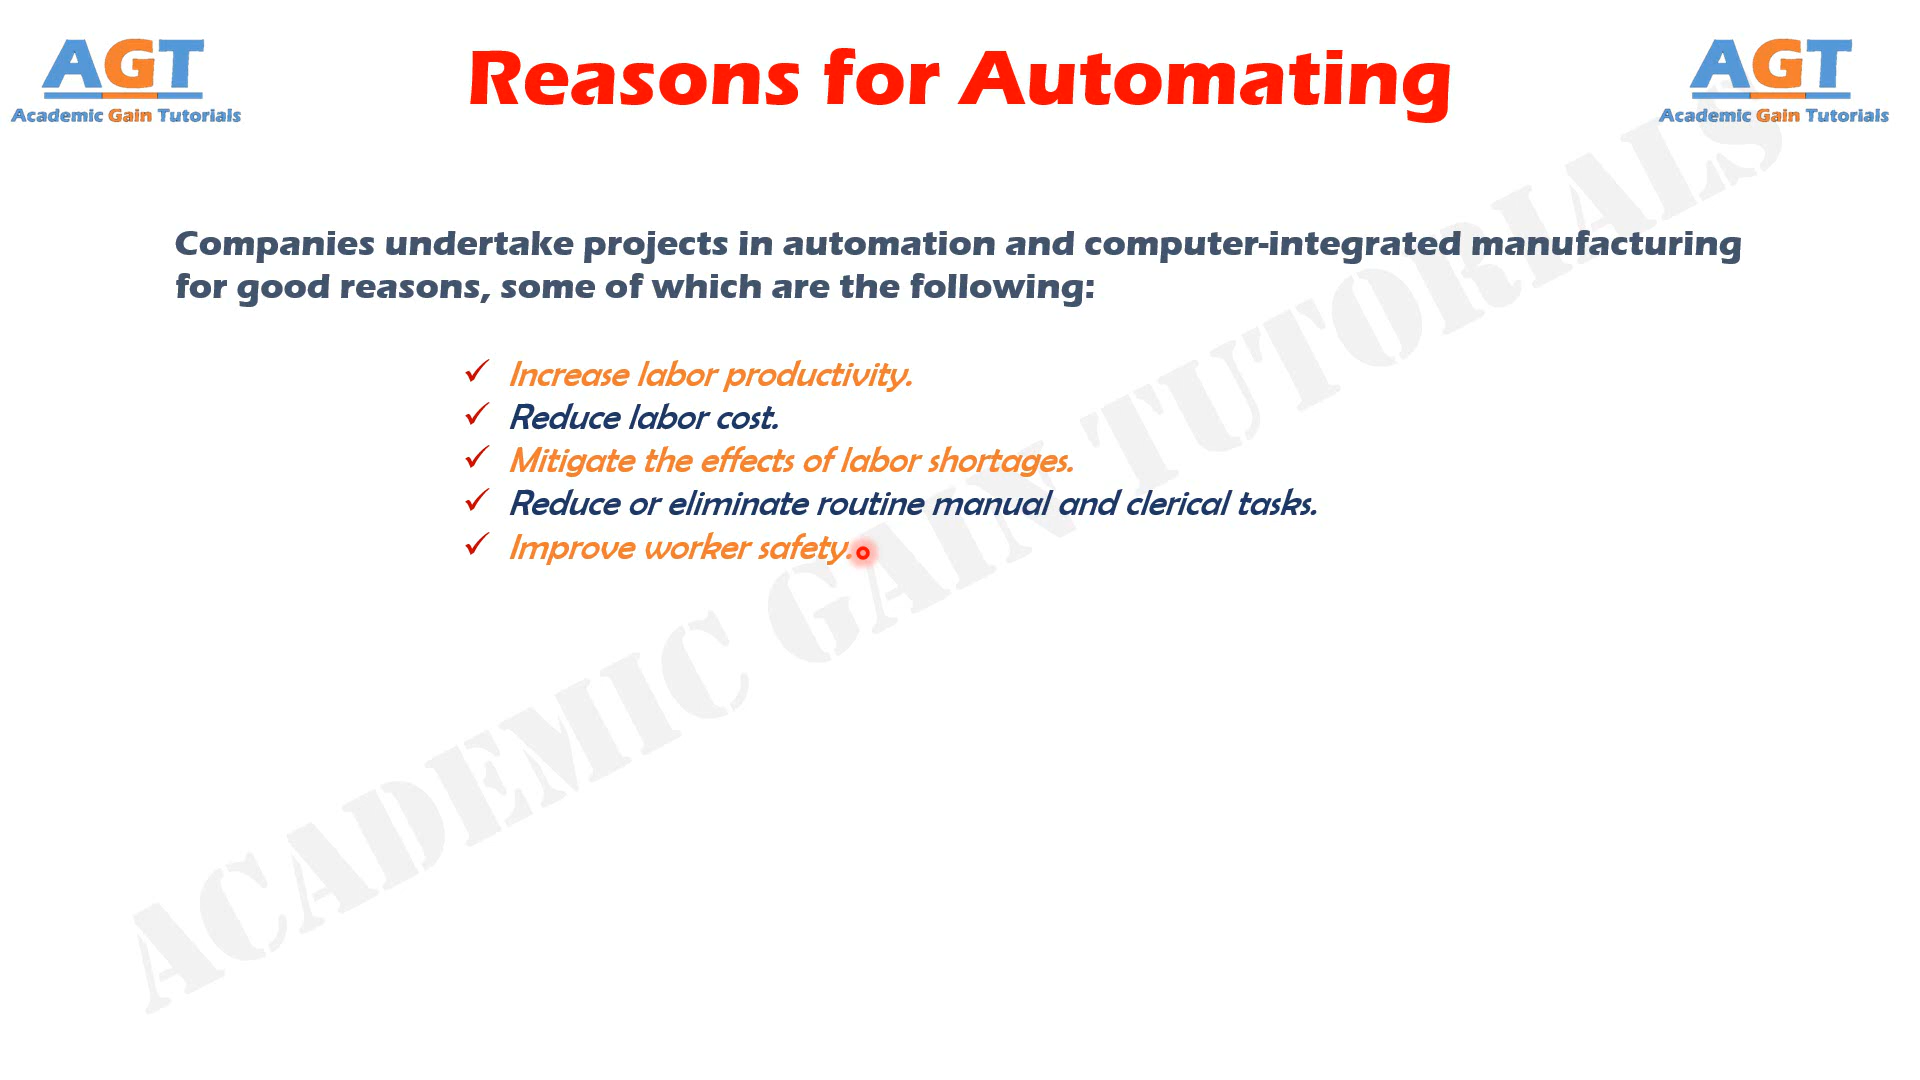 AGT
Academic Gain Tutorials
Reasons for Automating
AGT
Academic Gain Tutorials
Companies undertake projects in automation and computer-integrated manufacturing
for good reasons, some of which are the following:
Increase labor productivity.
Reduce labor cost.
Mitigate the effects of labor shortages.
Reduce or eliminate routine manual and clerical tasks.
Improve worker safety.
ACADEMIC GAIN TUTORIALS